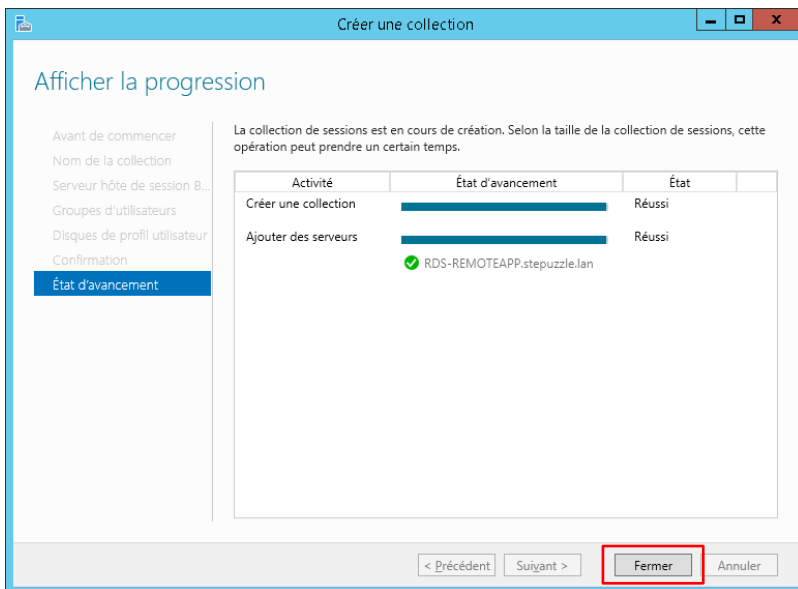 Créer une collection
Afficher la progression
Avant de commencer
Nom de la collection
Serveur hôte de session B...
Groupes d'utilisateurs
Disques de profil utilisateur
Confirmation
État d'avancement
La collection de sessions est en cours de création. Selon la taille de la collection de sessions, cette
opération peut prendre un certain temps.
Activité État d'avancement État
Créer une collection Réussi
Ajouter des serveurs Réussi
RDS-REMOTEAPP.stepuzzle.lan
< Précédent Suivant > Fermer Annuler